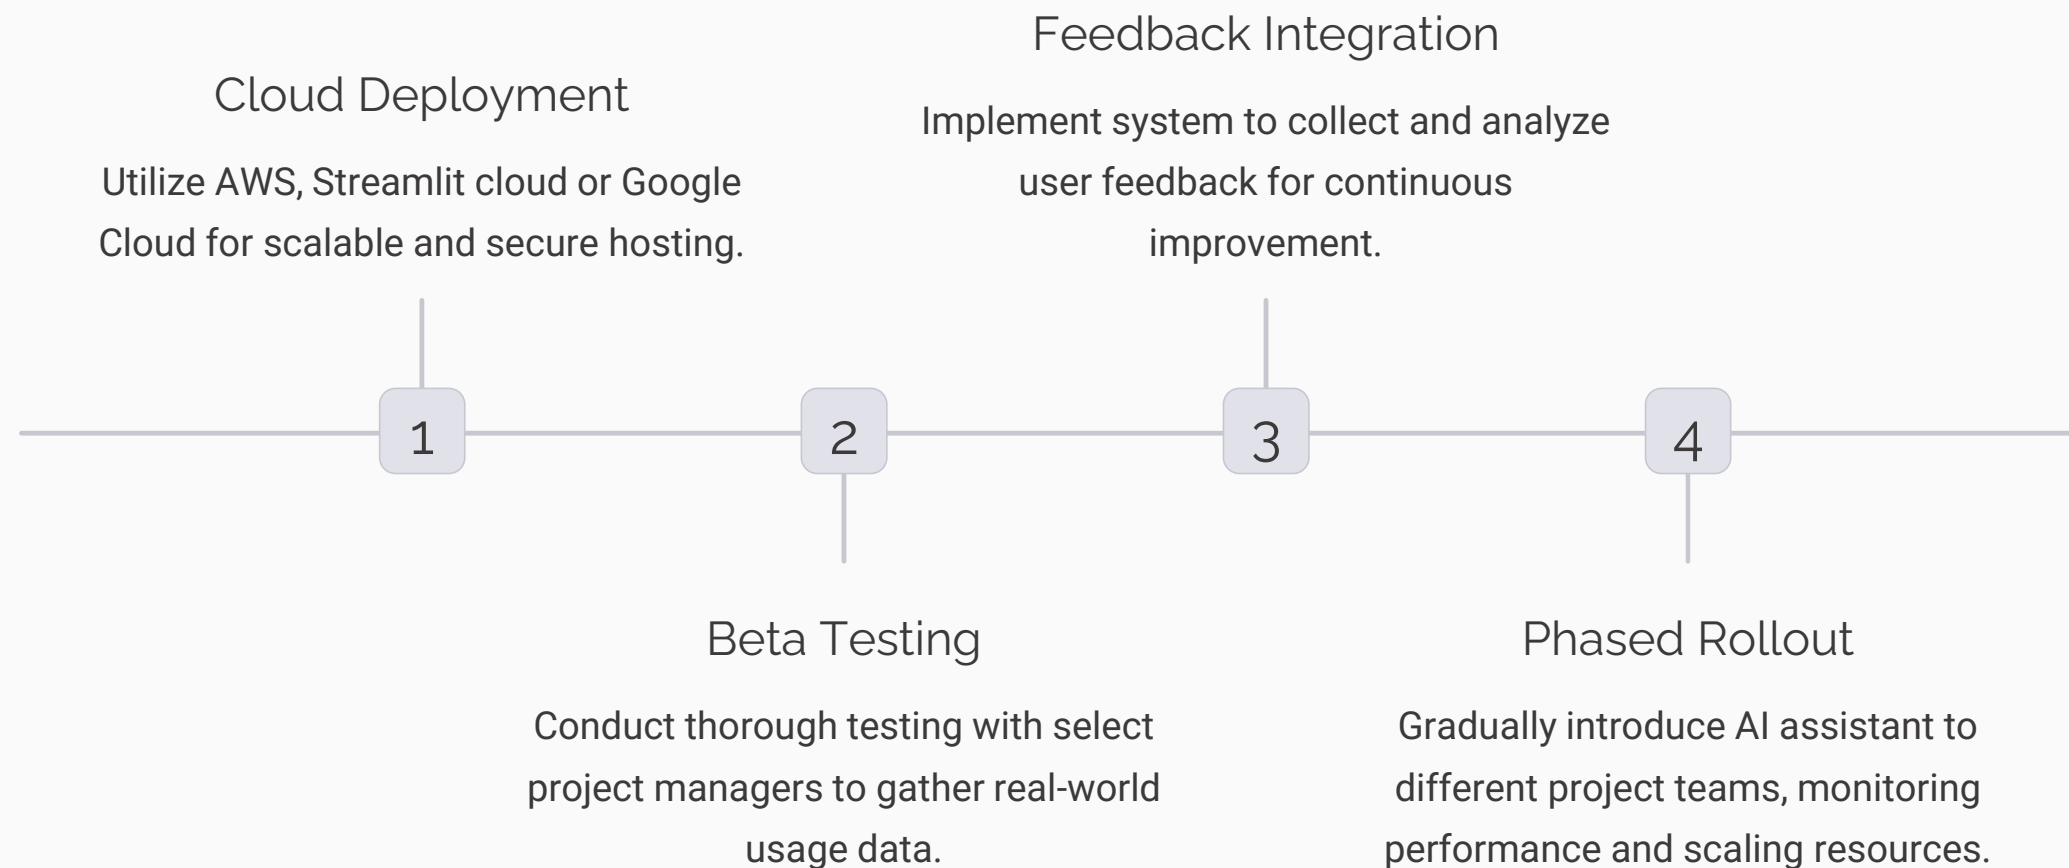 Cloud Deployment
Utilize AWS, Streamlit cloud or Google
Cloud for scalable and secure hosting.
1
Beta Testing
Conduct thorough testing with select
project managers to gather real-world
usage data.
2
Feedback Integration
Implement system to collect and analyze
user feedback for continuous
improvement.
3
Phased Rollout
Gradually introduce AI assistant to
different project teams, monitoring
performance and scaling resources.
4